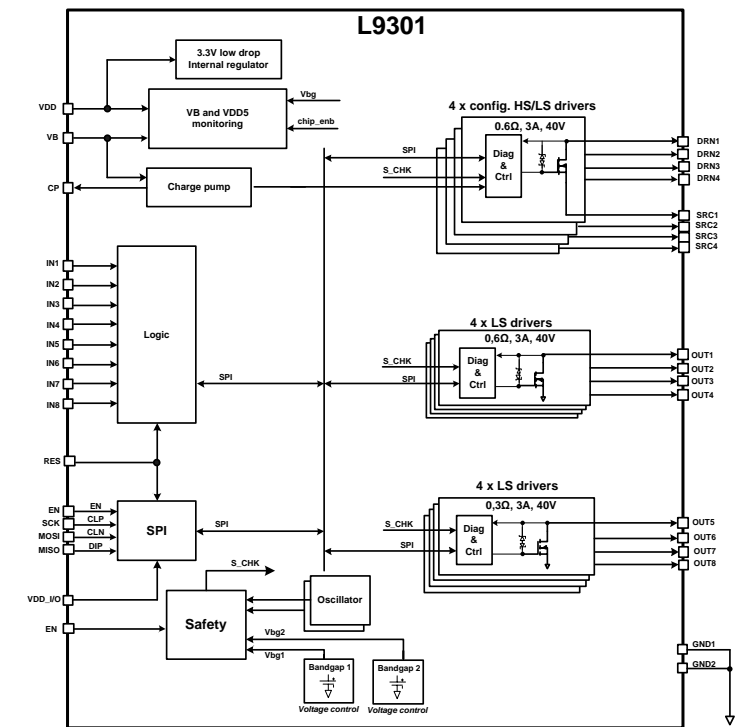 L9301
3.3V low drop
Internal regulator
VDD
VB and VDD5
monitoring
Vbg
chip_enb
VB
CP
Charge pump
4 x config. HS/LS drivers
0.6Ω, 3A, 40V
SPI
S_CHK
Diag
&
Ctrl
DRN1
DRN2
DRN3
DRN4
SRC1
SRC2
SRC3
SRC4
IN1
IN2
IN3
IN4
IN5
IN6
IN7
IN8
Logic
SPI
4 x LS drivers
0,6Ω, 3A, 40V
S_CHK
SPI
Diag
&
Ctrl
OUT1
OUT2
OUT3
OUT4
RES
EN
SCK
MOSI
MISO
EN
CLP
CLN
DIP
SPI
SPI
4 x LS drivers
0,3Ω, 3A, 40V
S_CHK
SPI
Diag
&
Ctrl
OUT5
OUT6
OUT7
OUT8
S_CHK
VDD_I/O
EN
Safety
Oscillator
Vbg2
Vbg1
Bandgap 1
Voltage control
Bandgap 2
Voltage control
GND1
GND2